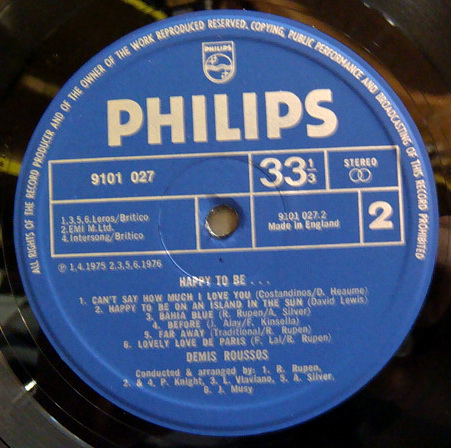 ALL RIGHTS OF THE RECORD PRODUCER AND OF THE OWNER OF THE WORK REPRODUCED RESERVED. COPYING, PUBLIC PERFORMANCE AND BROADCASTING OF THIS RECORD PROHIBITED
PHILIPS
PHILIPS
9101 027
33 1/3
STEREO
1,3,5,6.Leros/Britico
2.EMI M.Ltd.
4.Intersong/Britico
9101 027.2
Made in England
2
℗ 1.4.1975 2,3,5,6.1976
HAPPY TO BE . . .
1. CAN'T SAY HOW MUCH I LOVE YOU (Costandinos/D. Heaume)
2. HAPPY TO BE ON AN ISLAND IN THE SUN (David Lewis)
3. BAHIA BLUE (R. Rupen/A. Silver)
4. BEFORE (J. Alay/F. Kinsella)
5. FAR AWAY (Traditional/R. Rupen)
6. LOVELY LOVE DE PARIS (F. Lai/R. Rupen)
DEMIS ROUSSOS
Conducted & arranged by: 1. R. Rupen,
2. & 4. P. Knight, 3. L. Vlaviano, 5. A. Silver,
6. J. Musy